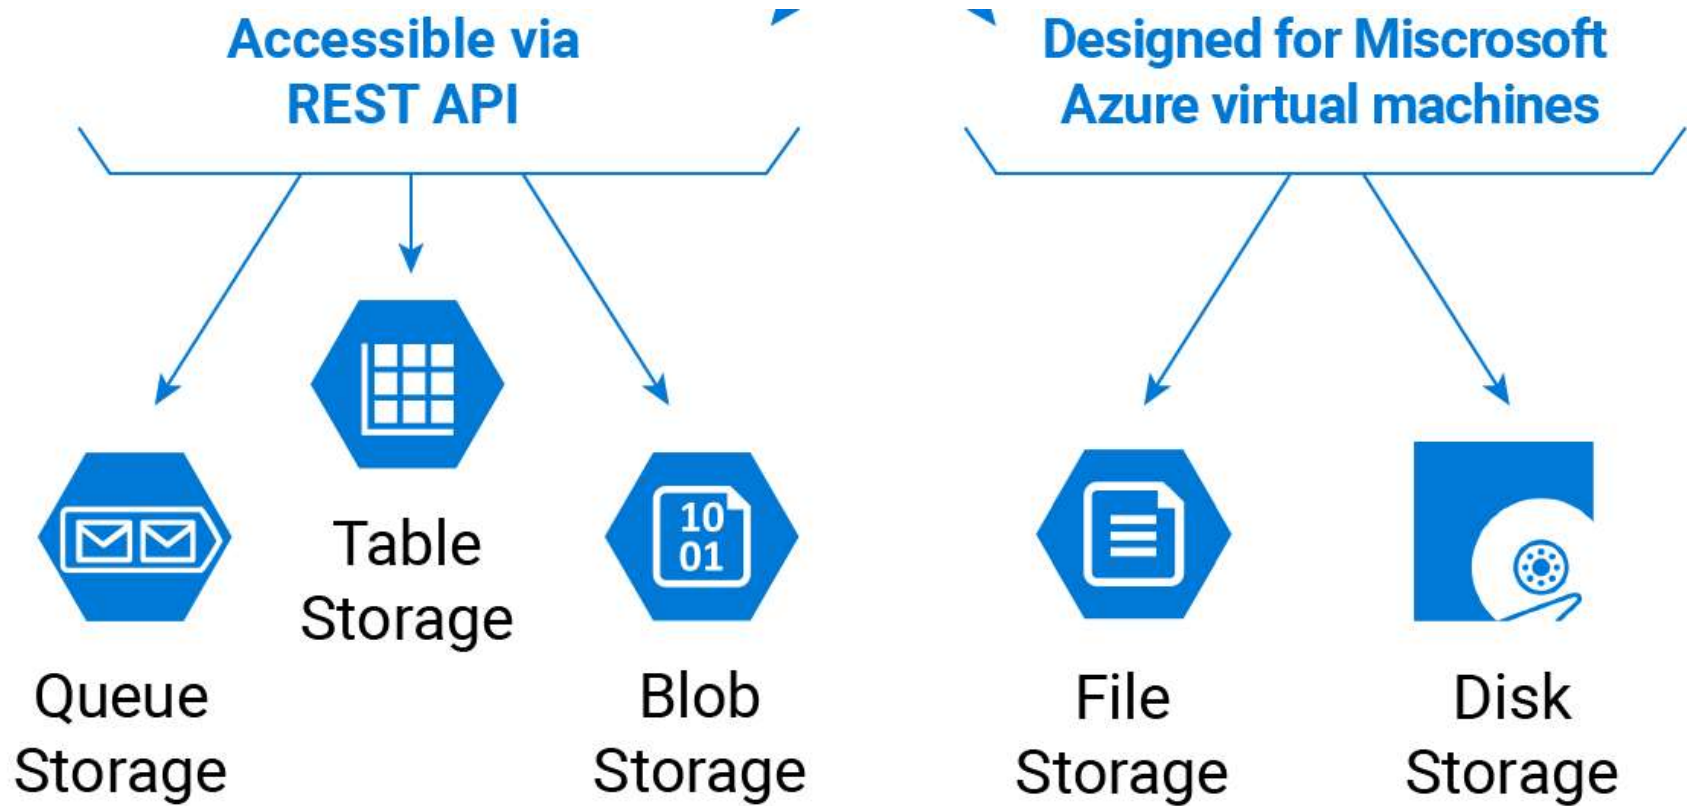 Accessible via
REST API
Designed for Miscrosoft
Azure virtual machines
10
01
Table
Storage
Queue
Storage
Blob
Storage
File
Storage
Disk
Storage